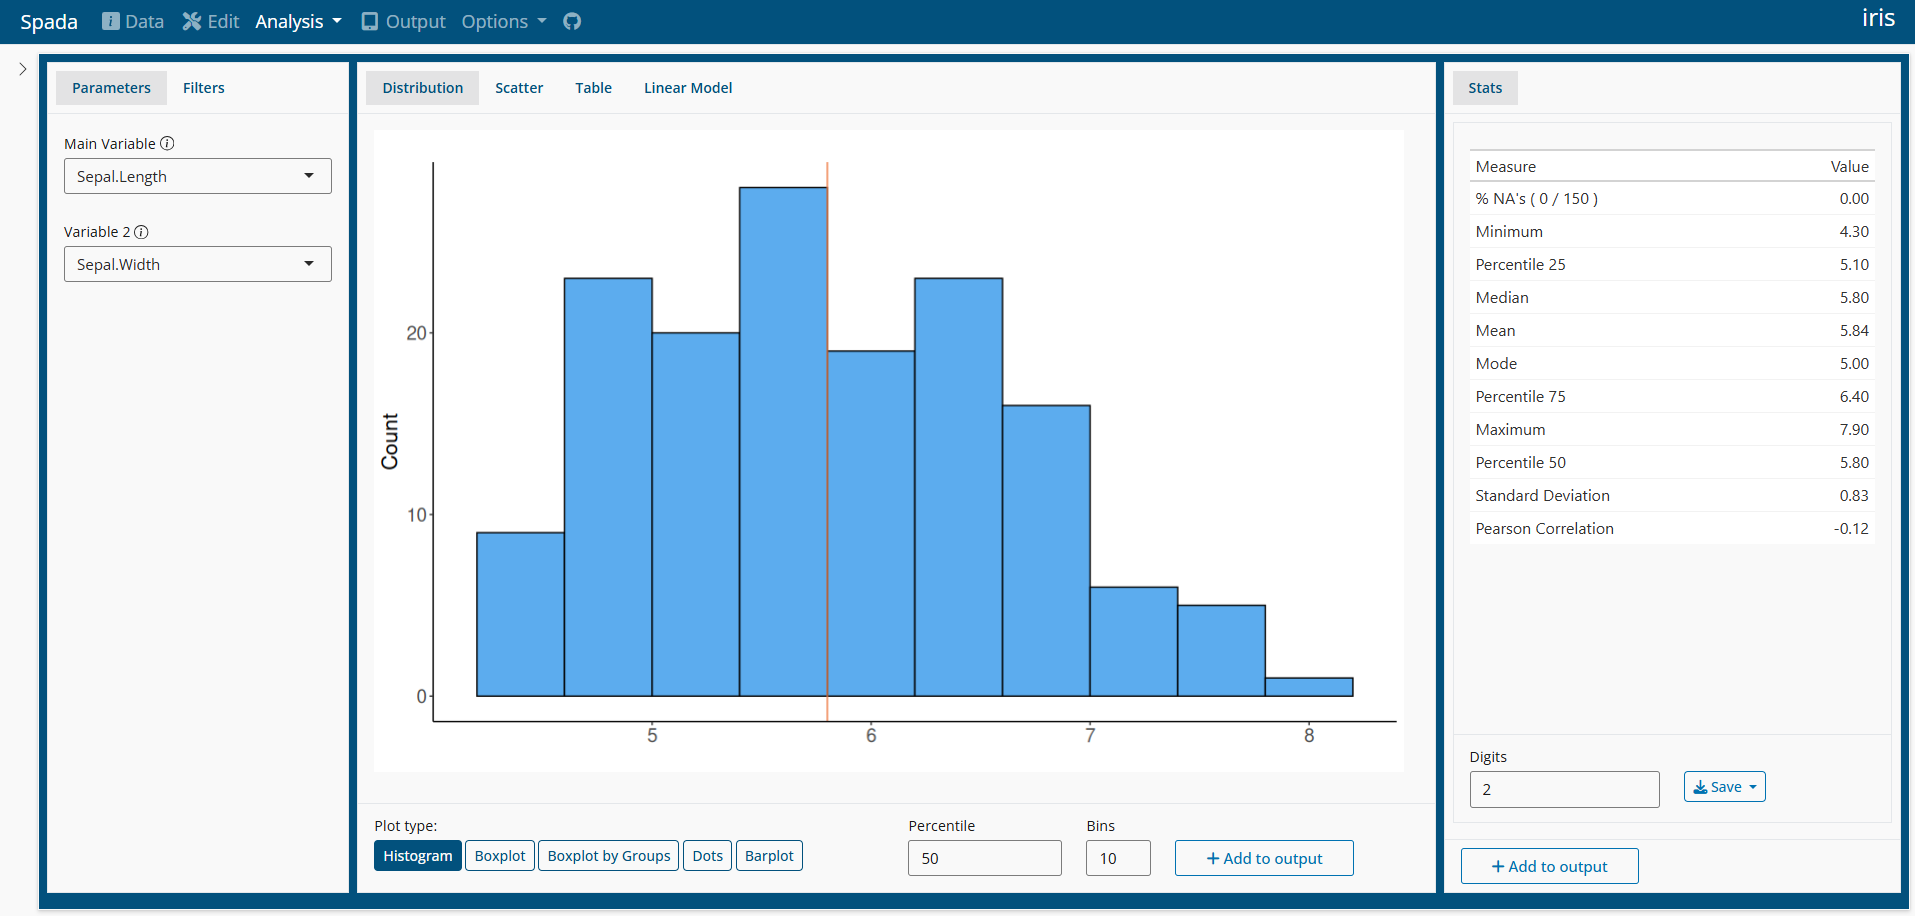 Spada Data Edit Analysis Output Options iris
Parameters Filters
Main Variable
Sepal.Length
Variable 2
Sepal.Width
Distribution Scatter Table Linear Model
Count
20
10
0
5 6 7 8
Plot type:
Histogram Boxplot Boxplot by Groups Dots Barplot
Percentile
50
Bins
10
+ Add to output
Stats
Measure Value
% NA's ( 0 / 150 ) 0.00
Minimum 4.30
Percentile 25 5.10
Median 5.80
Mean 5.84
Mode 5.00
Percentile 75 6.40
Maximum 7.90
Percentile 50 5.80
Standard Deviation 0.83
Pearson Correlation -0.12
Digits
2
Save
+ Add to output